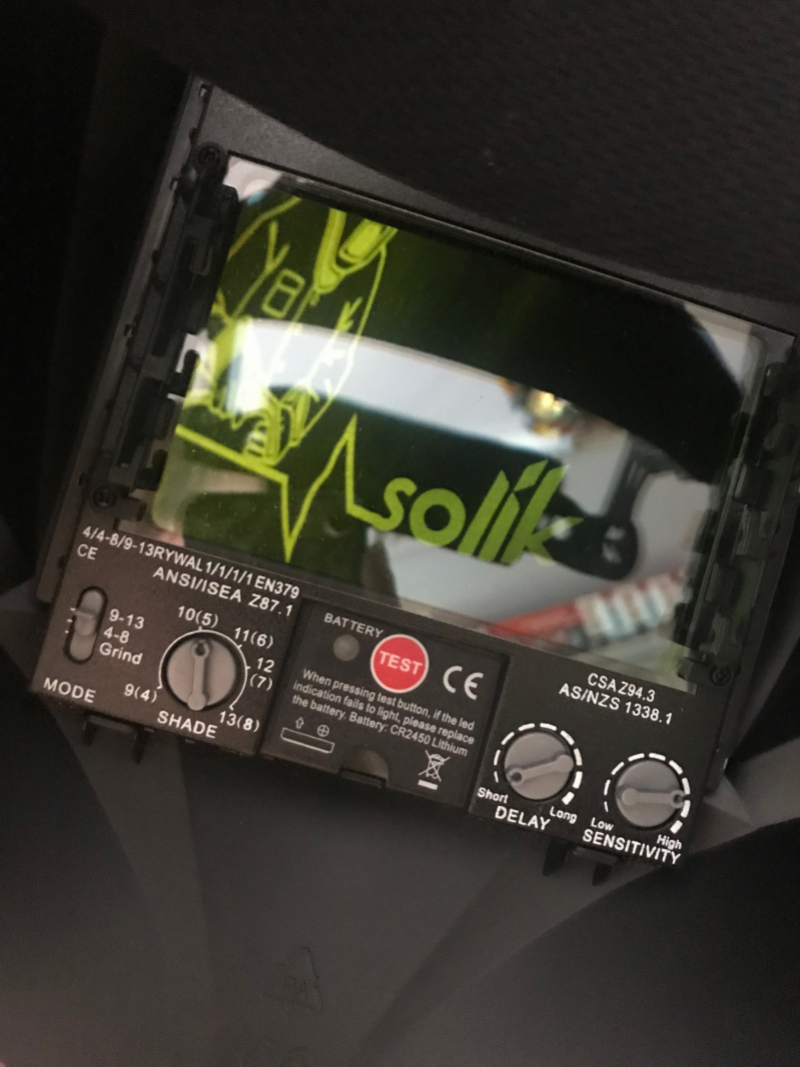 solík
4/4-8/9-13RYWAL1/1/1/1 EN379
CE
ANSI/ISEA Z87.1
9-13
4-8
Grind
MODE
10(5)
11(6)
12
(7)
9(4)
13(8)
SHADE
BATTERY
TEST
CE
When pressing test button, if the led
indication fails to light, please replace
the battery. Battery: CR2450 Lithium
CSA Z94.3
AS/NZS 1338.1
Short
Long
DELAY
Low
High
SENSITIVITY